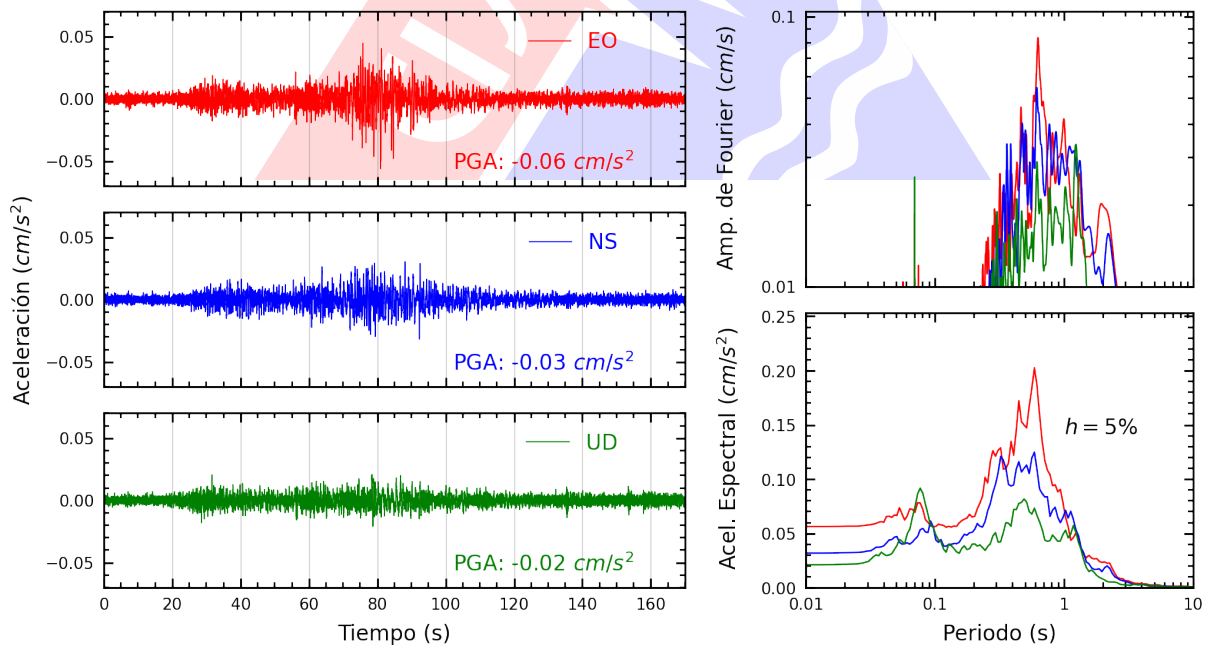 Aceleración (cm/s²)
0.05
0.00
−0.05
EO
PGA: -0.06 cm/s²
0.05
0.00
−0.05
NS
PGA: -0.03 cm/s²
0.05
0.00
−0.05
UD
PGA: -0.02 cm/s²
0 20 40 60 80 100 120 140 160
Tiempo (s)
Amp. de Fourier (cm/s)
0.1
0.01
Acel. Espectral (cm/s²)
0.25
0.20
0.15
0.10
0.05
0.00
h = 5%
0.01 0.1 1 10
Periodo (s)